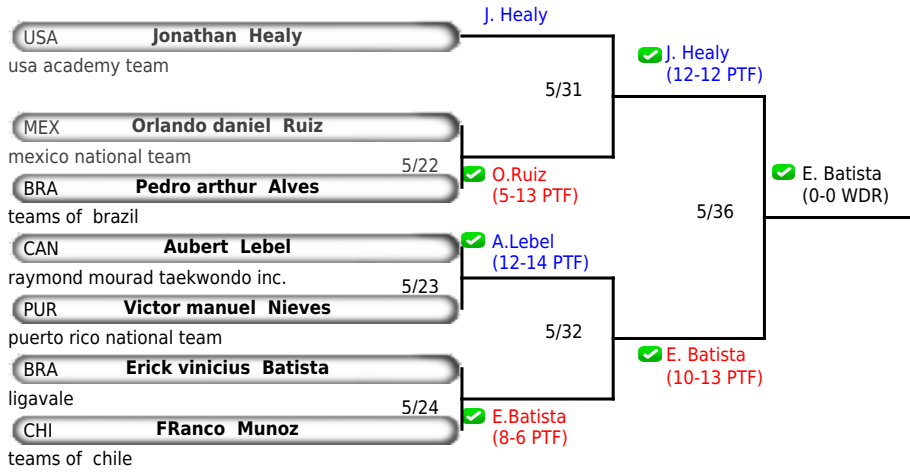 J. Healy
USA Jonathan Healy
usa academy team
J. Healy
(12-12 PTF)
5/31
MEX Orlando daniel Ruiz
mexico national team
5/22
O.Ruiz
(5-13 PTF)
BRA Pedro arthur Alves
teams of brazil
E. Batista
(0-0 WDR)
5/36
CAN Aubert Lebel
raymond mourad taekwondo inc.
A.Lebel
(12-14 PTF)
5/23
PUR Victor manuel Nieves
puerto rico national team
5/32
E. Batista
(10-13 PTF)
BRA Erick vinicius Batista
ligavale
5/24
E.Batista
(8-6 PTF)
CHI FRanco Munoz
teams of chile